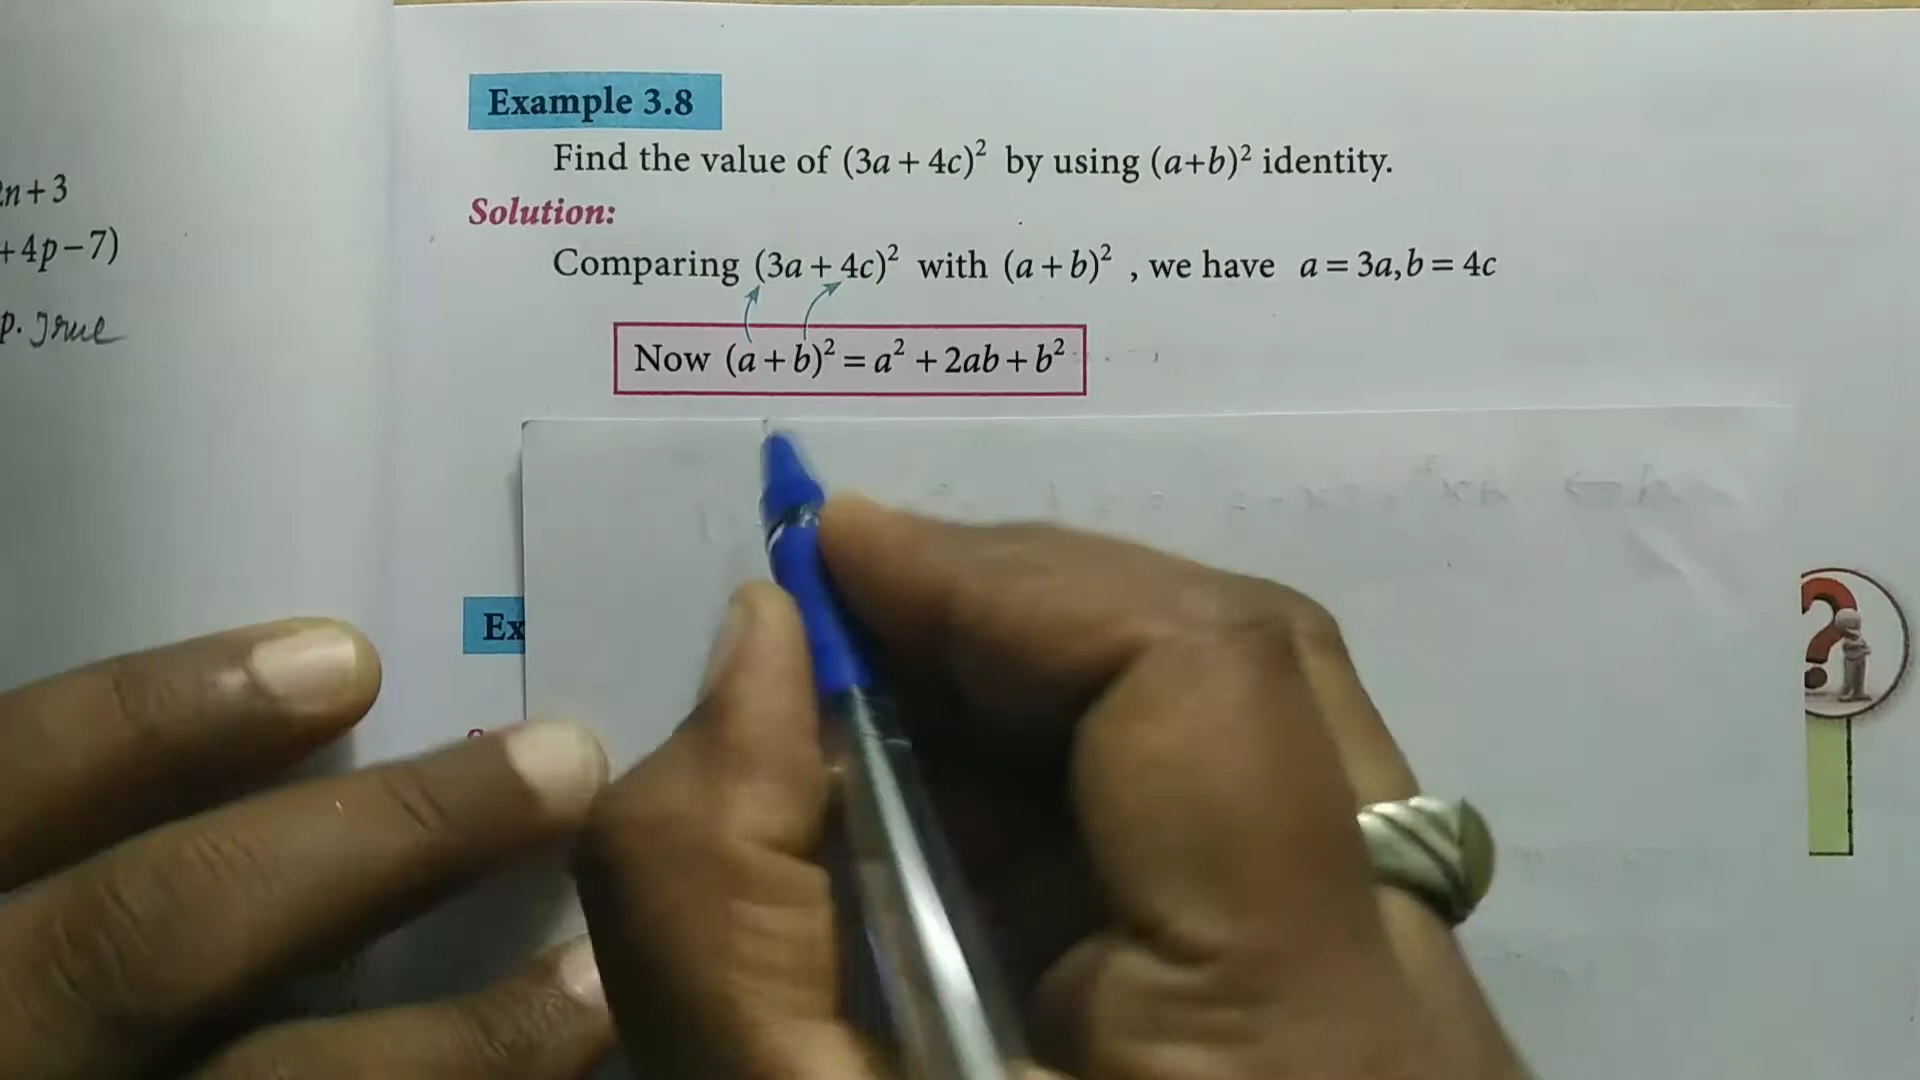 n+3
+4p−7)
p. True
Example 3.8
Find the value of (3a + 4c)² by using (a+b)² identity.
Solution:
Comparing (3a + 4c)² with (a + b)² , we have a = 3a, b = 4c
Now (a + b)² = a² + 2ab + b²
Ex
?